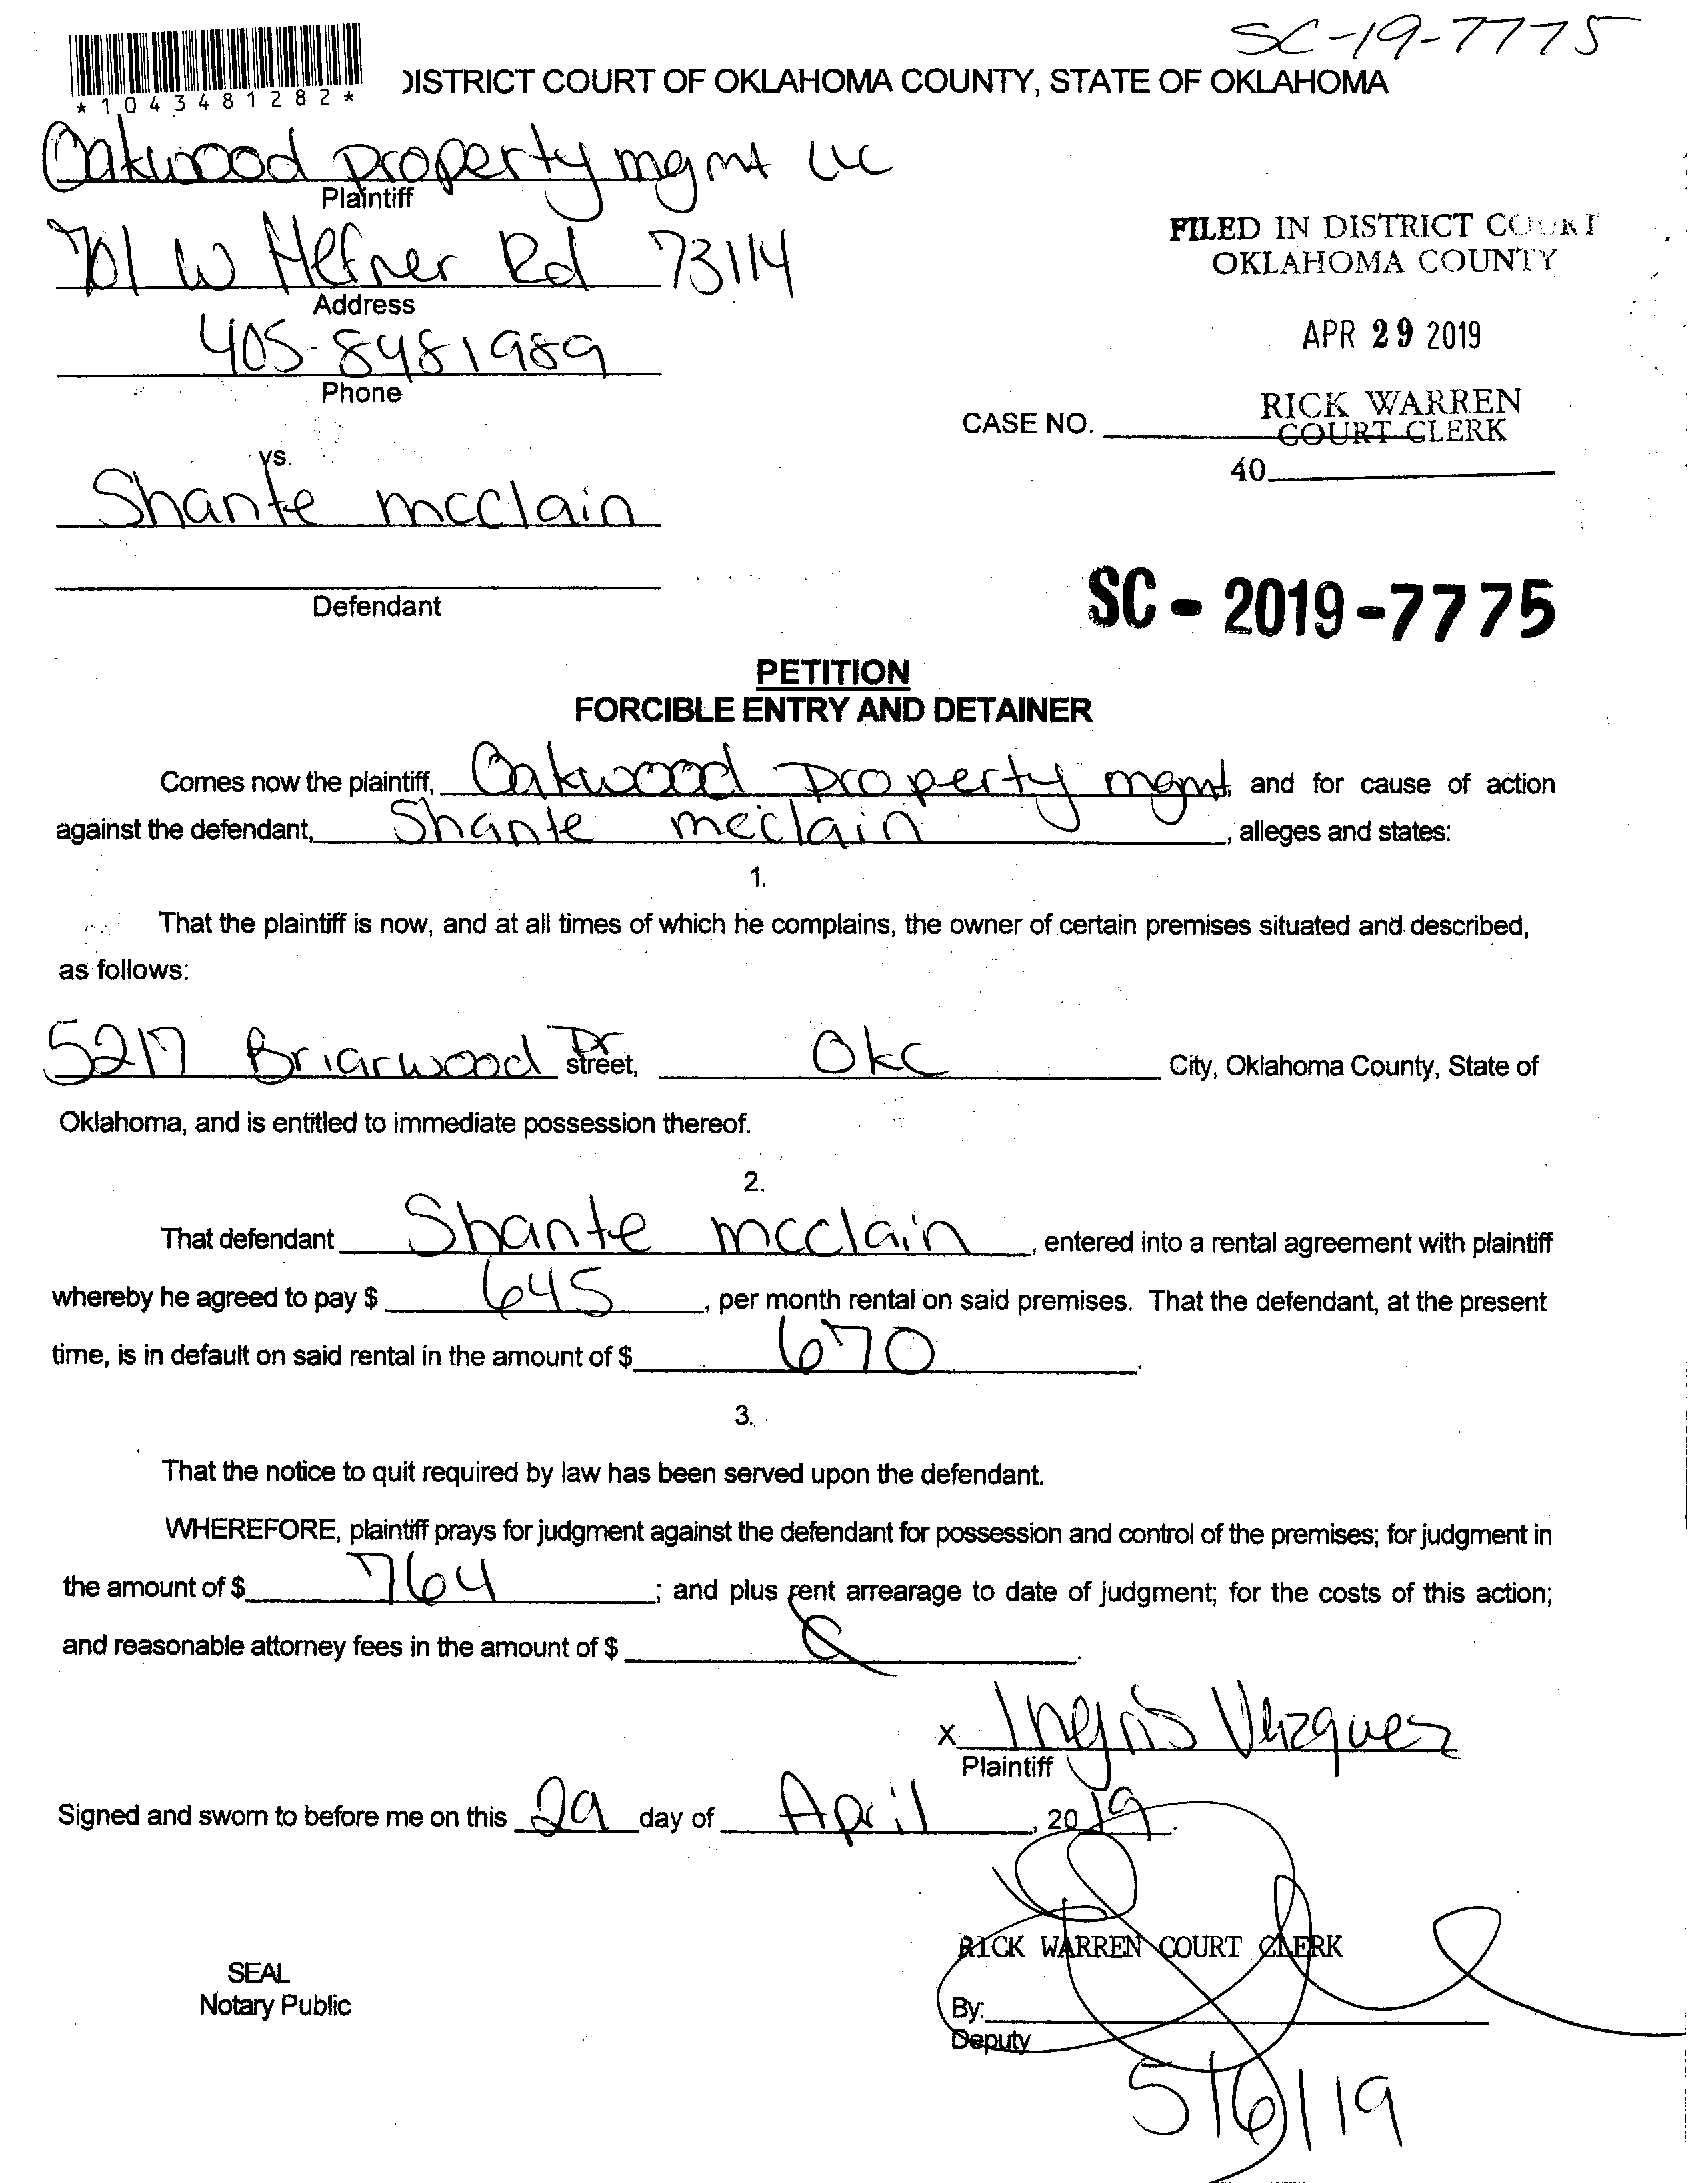 SC-19-7775
*1043481282*
DISTRICT COURT OF OKLAHOMA COUNTY, STATE OF OKLAHOMA
Oakwood property mgmt LLC
Plaintiff
701 W Hefner Rd 73114
Address
405-8481989
Phone
FILED IN DISTRICT COURT
OKLAHOMA COUNTY
APR 29 2019
RICK WARREN
COURT CLERK
CASE NO.
40
vs.
Shante mcclain
Defendant
SC - 2019-7775
PETITION
FORCIBLE ENTRY AND DETAINER
Comes now the plaintiff, Oakwood property mgmt, and for cause of action
against the defendant, Shante mcclain, alleges and states:
1.
That the plaintiff is now, and at all times of which he complains, the owner of certain premises situated and described,
as follows:
5217 Briarwood Dr street, Okc City, Oklahoma County, State of
Oklahoma, and is entitled to immediate possession thereof.
2.
That defendant Shante mcclain, entered into a rental agreement with plaintiff
whereby he agreed to pay $ 645, per month rental on said premises. That the defendant, at the present
time, is in default on said rental in the amount of $ 670.
3.
That the notice to quit required by law has been served upon the defendant.
WHEREFORE, plaintiff prays for judgment against the defendant for possession and control of the premises; for judgment in
the amount of $ 764; and plus rent arrearage to date of judgment; for the costs of this action;
and reasonable attorney fees in the amount of $
x Ingris Vazquez
Plaintiff
Signed and sworn to before me on this 29 day of April, 20 19.
RICK WARREN COURT CLERK
SEAL
Notary Public
By:
Deputy
5/6/19